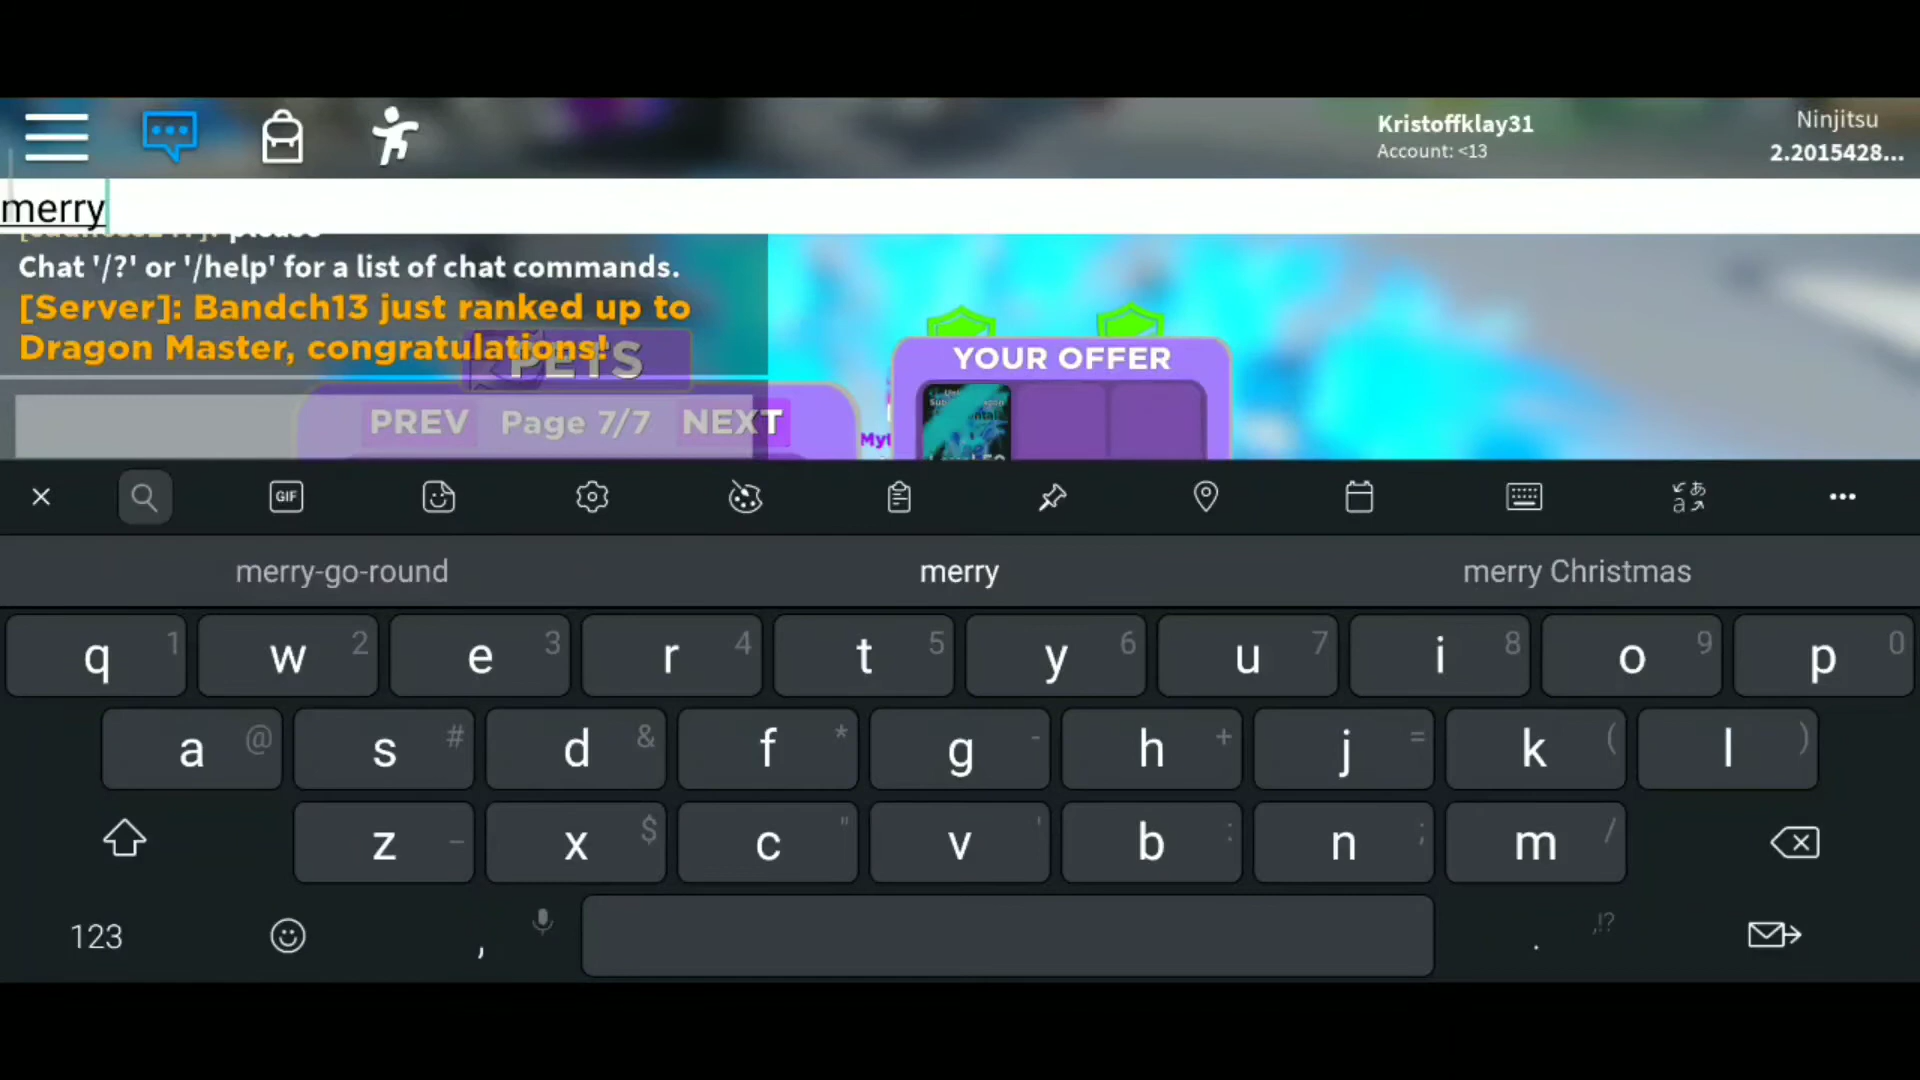 Kristoffklay31
Account: <13
Ninjitsu
2.2015428...
merry
please
Chat '/?' or '/help' for a list of chat commands.
[Server]: Bandch13 just ranked up to
Dragon Master, congratulations!
PETS
PREV Page 7/7 NEXT
YOUR OFFER
GIF
merry-go-round merry merry Christmas
q 1 w 2 e 3 r 4 t 5 y 6 u 7 i 8 o 9 p 0
a @ s # d & f * g - h + j = k ( l )
z _ x $ c " v ' b : n ; m /
123 , . ,!?